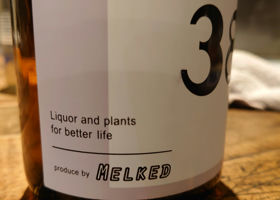 38
Liquor and plants
for better life
produce by MELKED